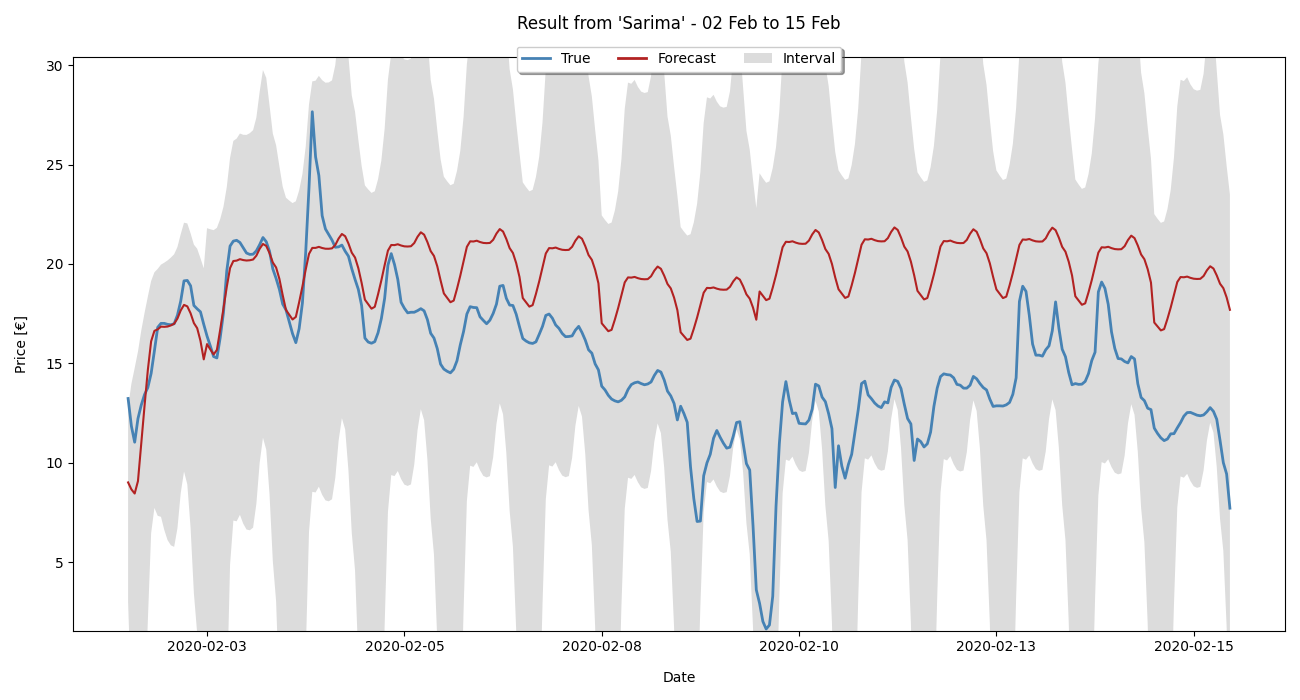 Result from 'Sarima' - 02 Feb to 15 Feb
True Forecast Interval
30
25
20
15
10
5
Price [€]
2020-02-03 2020-02-05 2020-02-08 2020-02-10 2020-02-13 2020-02-15
Date